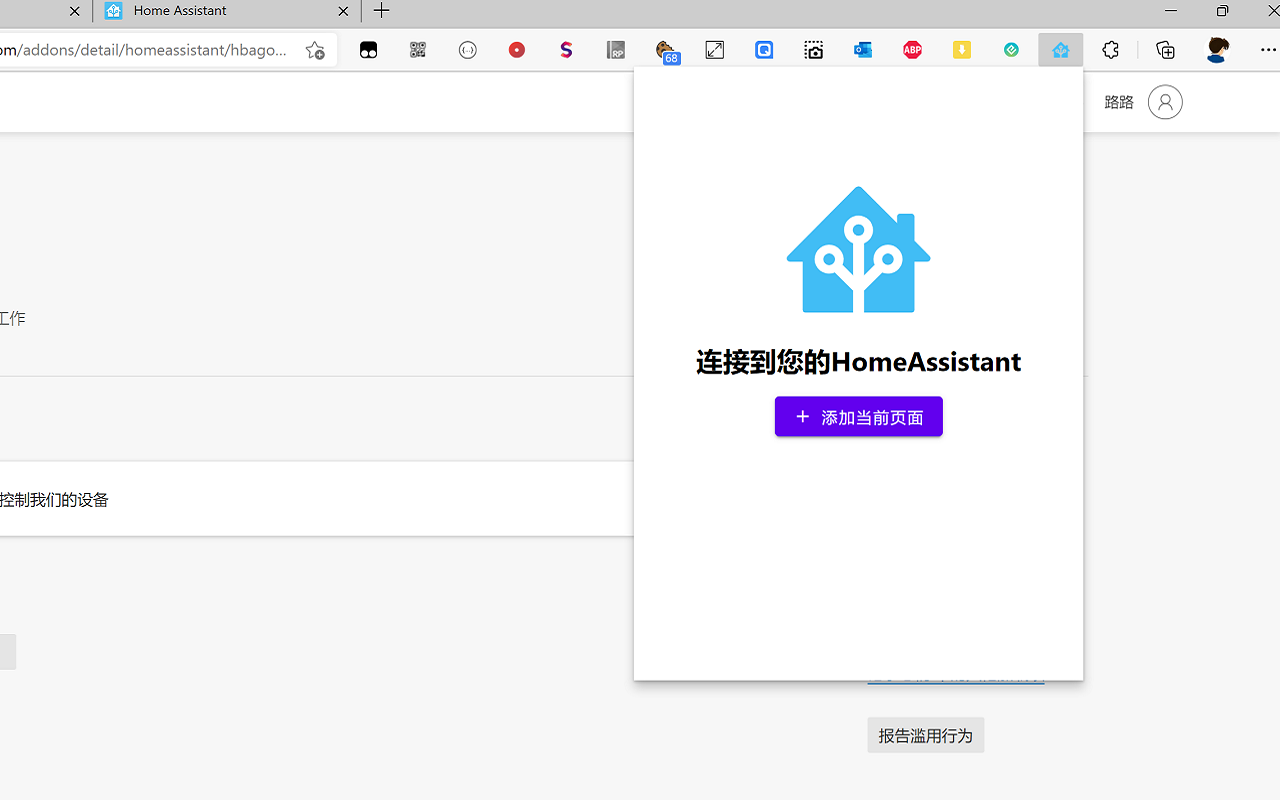 Home Assistant
om/addons/detail/homeassistant/hbago...
RP
68
ABP
路路
工作
连接到您的HomeAssistant
+ 添加当前页面
控制我们的设备
报告滥用行为